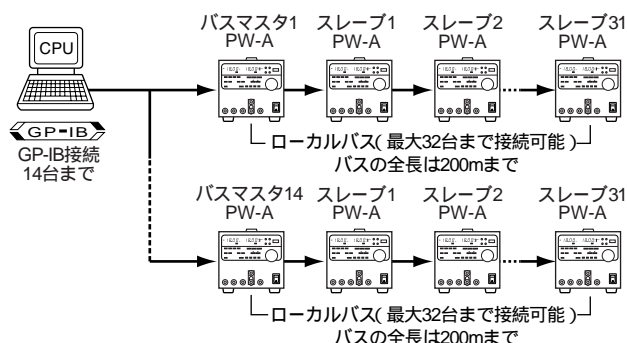 CPU
GP-IB
GP-IB接続
14台まで
バスマスタ1 スレーブ1 スレーブ2 スレーブ31
PW-A PW-A PW-A PW-A
ローカルバス(最大32台まで接続可能)
バスの全長は200mまで
バスマスタ14 スレーブ1 スレーブ2 スレーブ31
PW-A PW-A PW-A PW-A
ローカルバス(最大32台まで接続可能)
バスの全長は200mまで